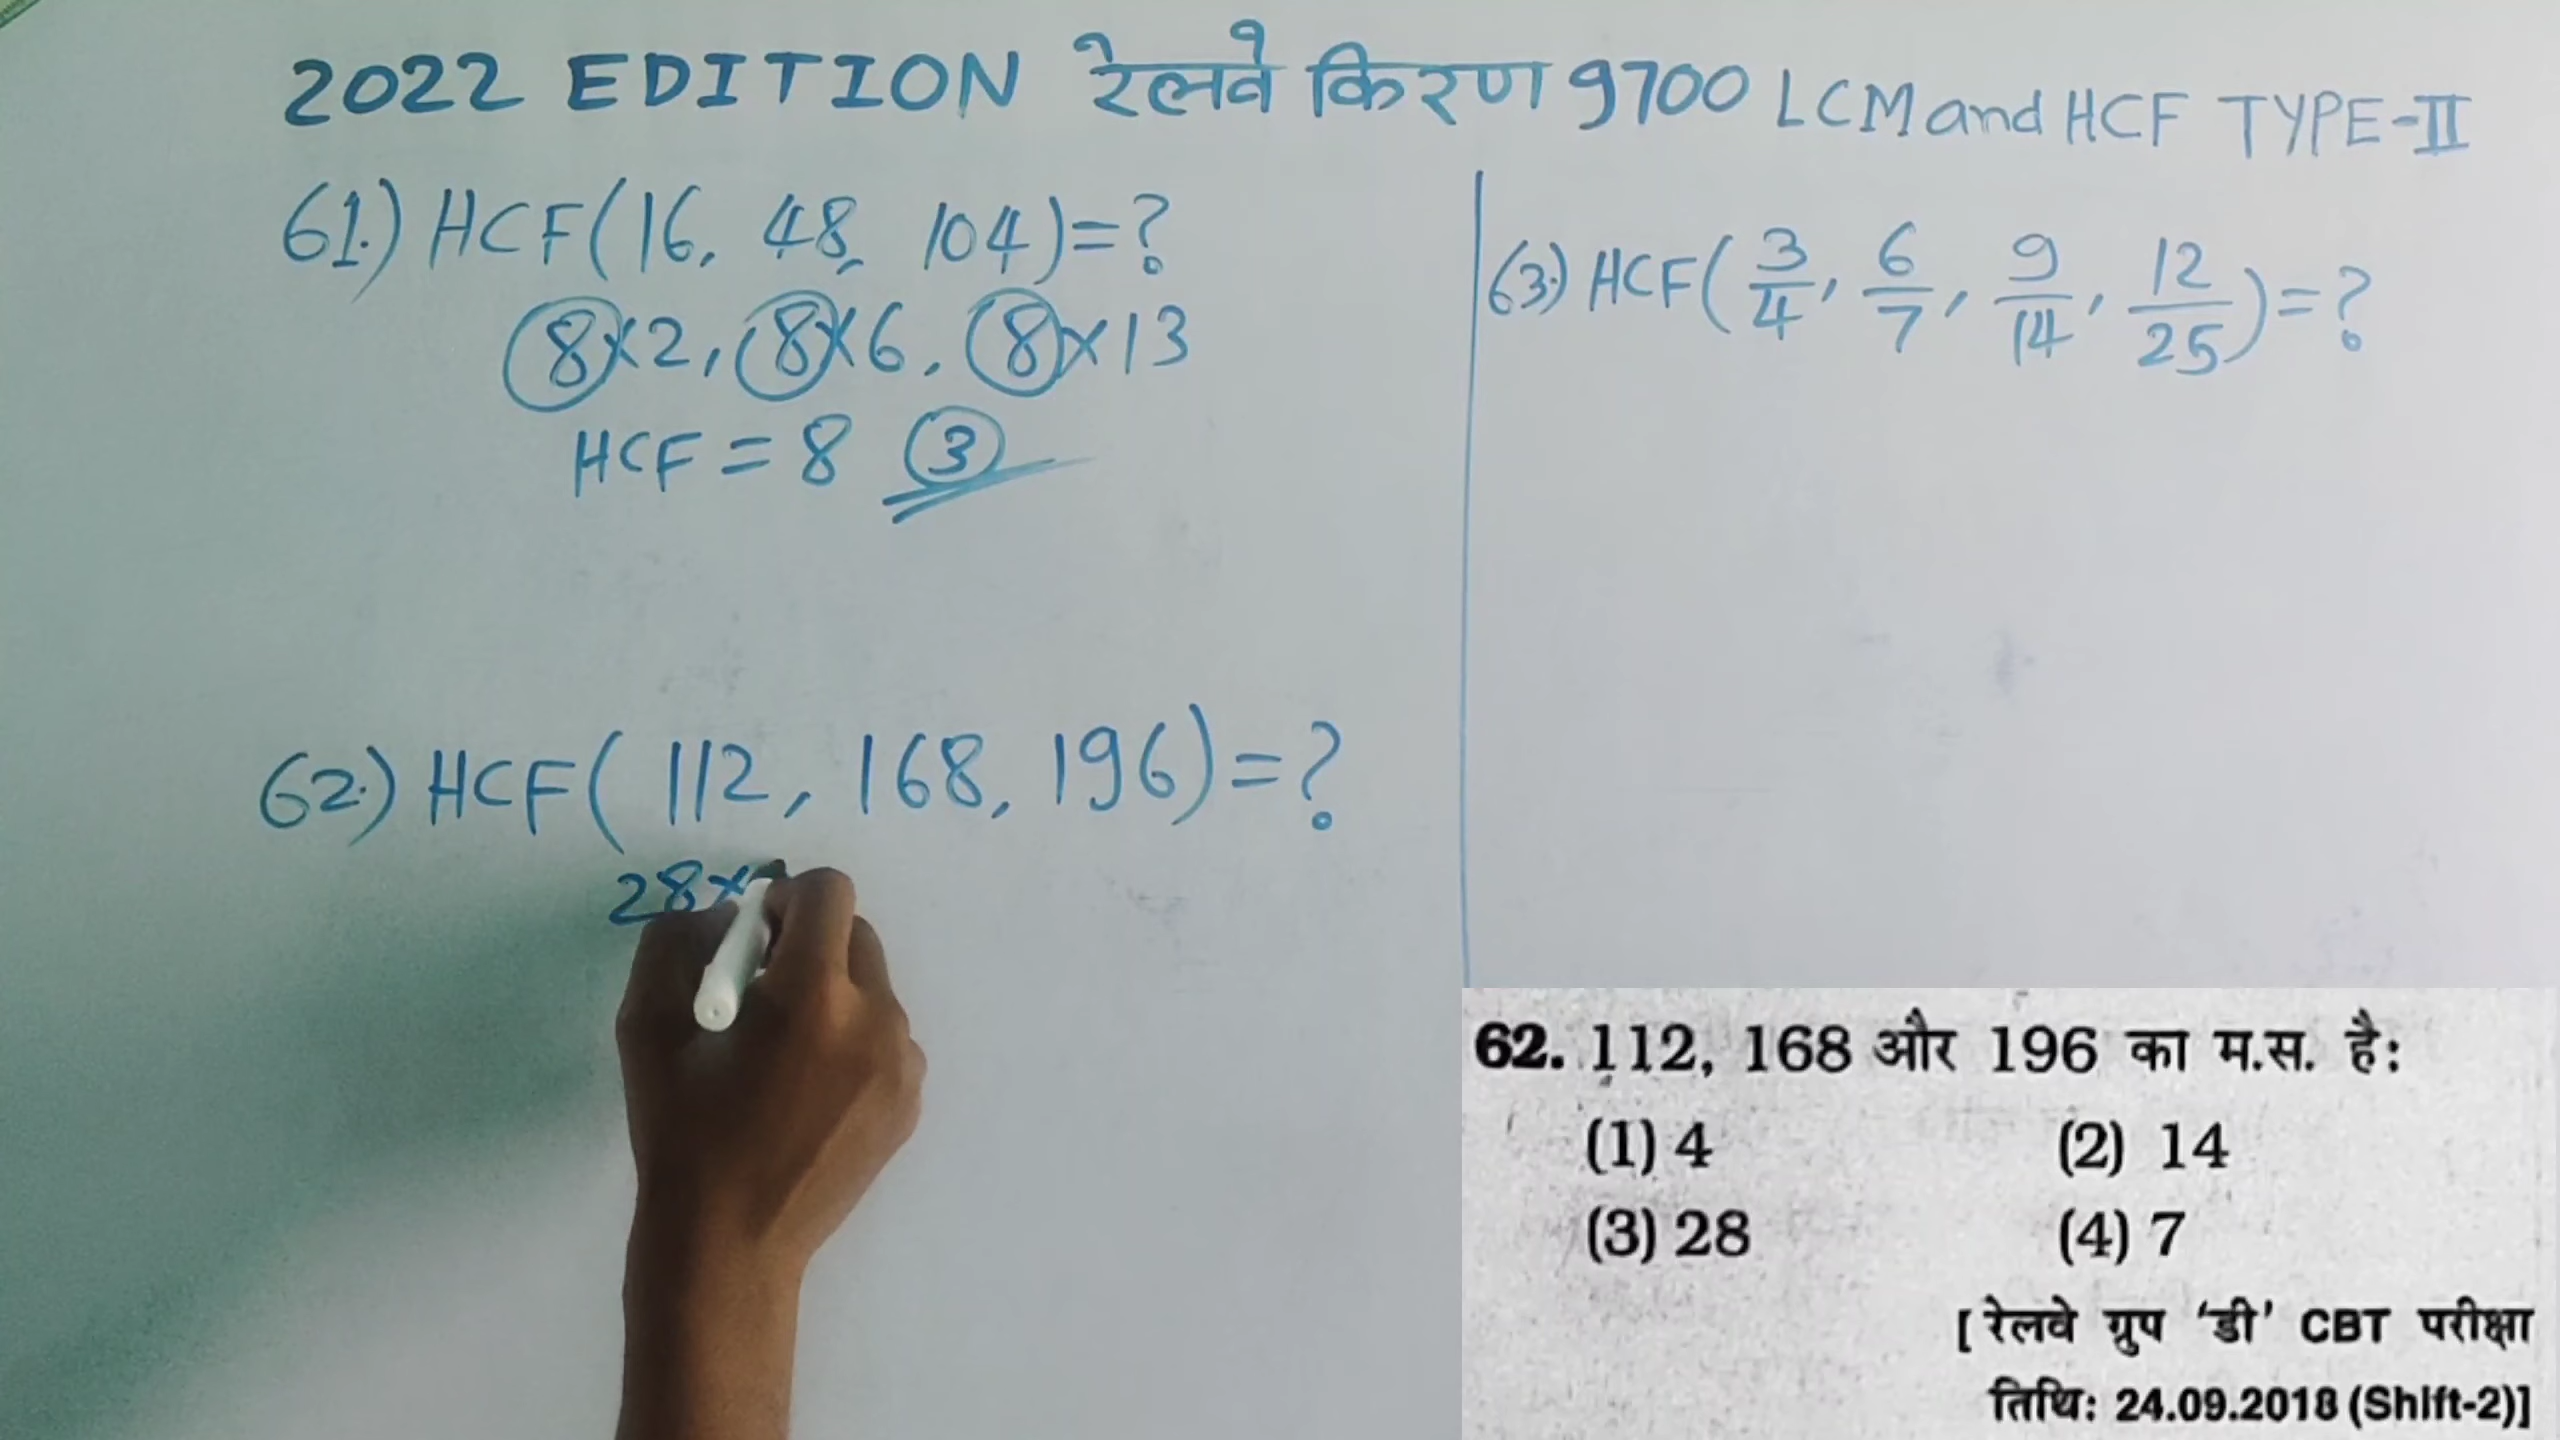 2022 EDITION रेलवे किरण 9700 LCM and HCF TYPE-II
61.) HCF(16, 48, 104)=?
8×2, 8×6, 8×13
HCF = 8 (3)
62.) HCF( 112, 168, 196)=?
28×
63.) HCF(3/4, 6/7, 9/14, 12/25)=?
62. 112, 168 और 196 का म.स. है:
(1) 4 (2) 14
(3) 28 (4) 7
[ रेलवे ग्रुप ‘डी’ CBT परीक्षा
तिथि: 24.09.2018 (Shift-2)]